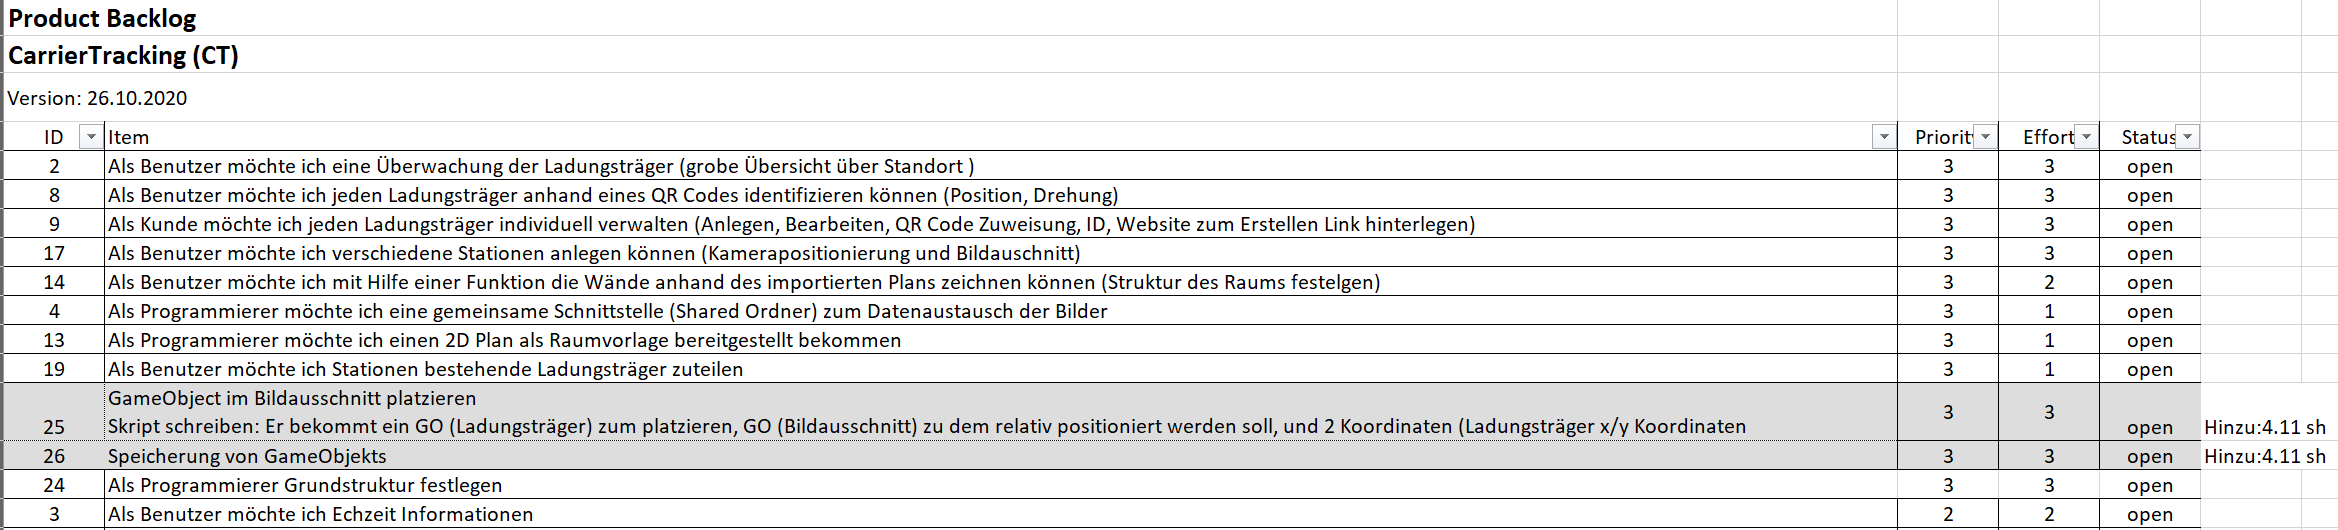 Product Backlog
CarrierTracking (CT)
Version: 26.10.2020
ID Item Priorit Effort Status
2 Als Benutzer möchte ich eine Überwachung der Ladungsträger (grobe Übersicht über Standort ) 3 3 open
8 Als Benutzer möchte ich jeden Ladungsträger anhand eines QR Codes identifizieren können (Position, Drehung) 3 3 open
9 Als Kunde möchte ich jeden Ladungsträger individuell verwalten (Anlegen, Bearbeiten, QR Code Zuweisung, ID, Website zum Erstellen Link hinterlegen) 3 3 open
17 Als Benutzer möchte ich verschiedene Stationen anlegen können (Kamerapositionierung und Bildauschnitt) 3 3 open
14 Als Benutzer möchte ich mit Hilfe einer Funktion die Wände anhand des importierten Plans zeichnen können (Struktur des Raums festelgen) 3 2 open
4 Als Programmierer möchte ich eine gemeinsame Schnittstelle (Shared Ordner) zum Datenaustausch der Bilder 3 1 open
13 Als Programmierer möchte ich einen 2D Plan als Raumvorlage bereitgestellt bekommen 3 1 open
19 Als Benutzer möchte ich Stationen bestehende Ladungsträger zuteilen 3 1 open
GameObject im Bildausschnitt platzieren
25 Skript schreiben: Er bekommt ein GO (Ladungsträger) zum platzieren, GO (Bildausschnitt) zu dem relativ positioniert werden soll, und 2 Koordinaten (Ladungsträger x/y Koordinaten 3 3 open Hinzu:4.11 sh
26 Speicherung von GameObjekts 3 3 open Hinzu:4.11 sh
24 Als Programmierer Grundstruktur festlegen 3 3 open
3 Als Benutzer möchte ich Echzeit Informationen 2 2 open